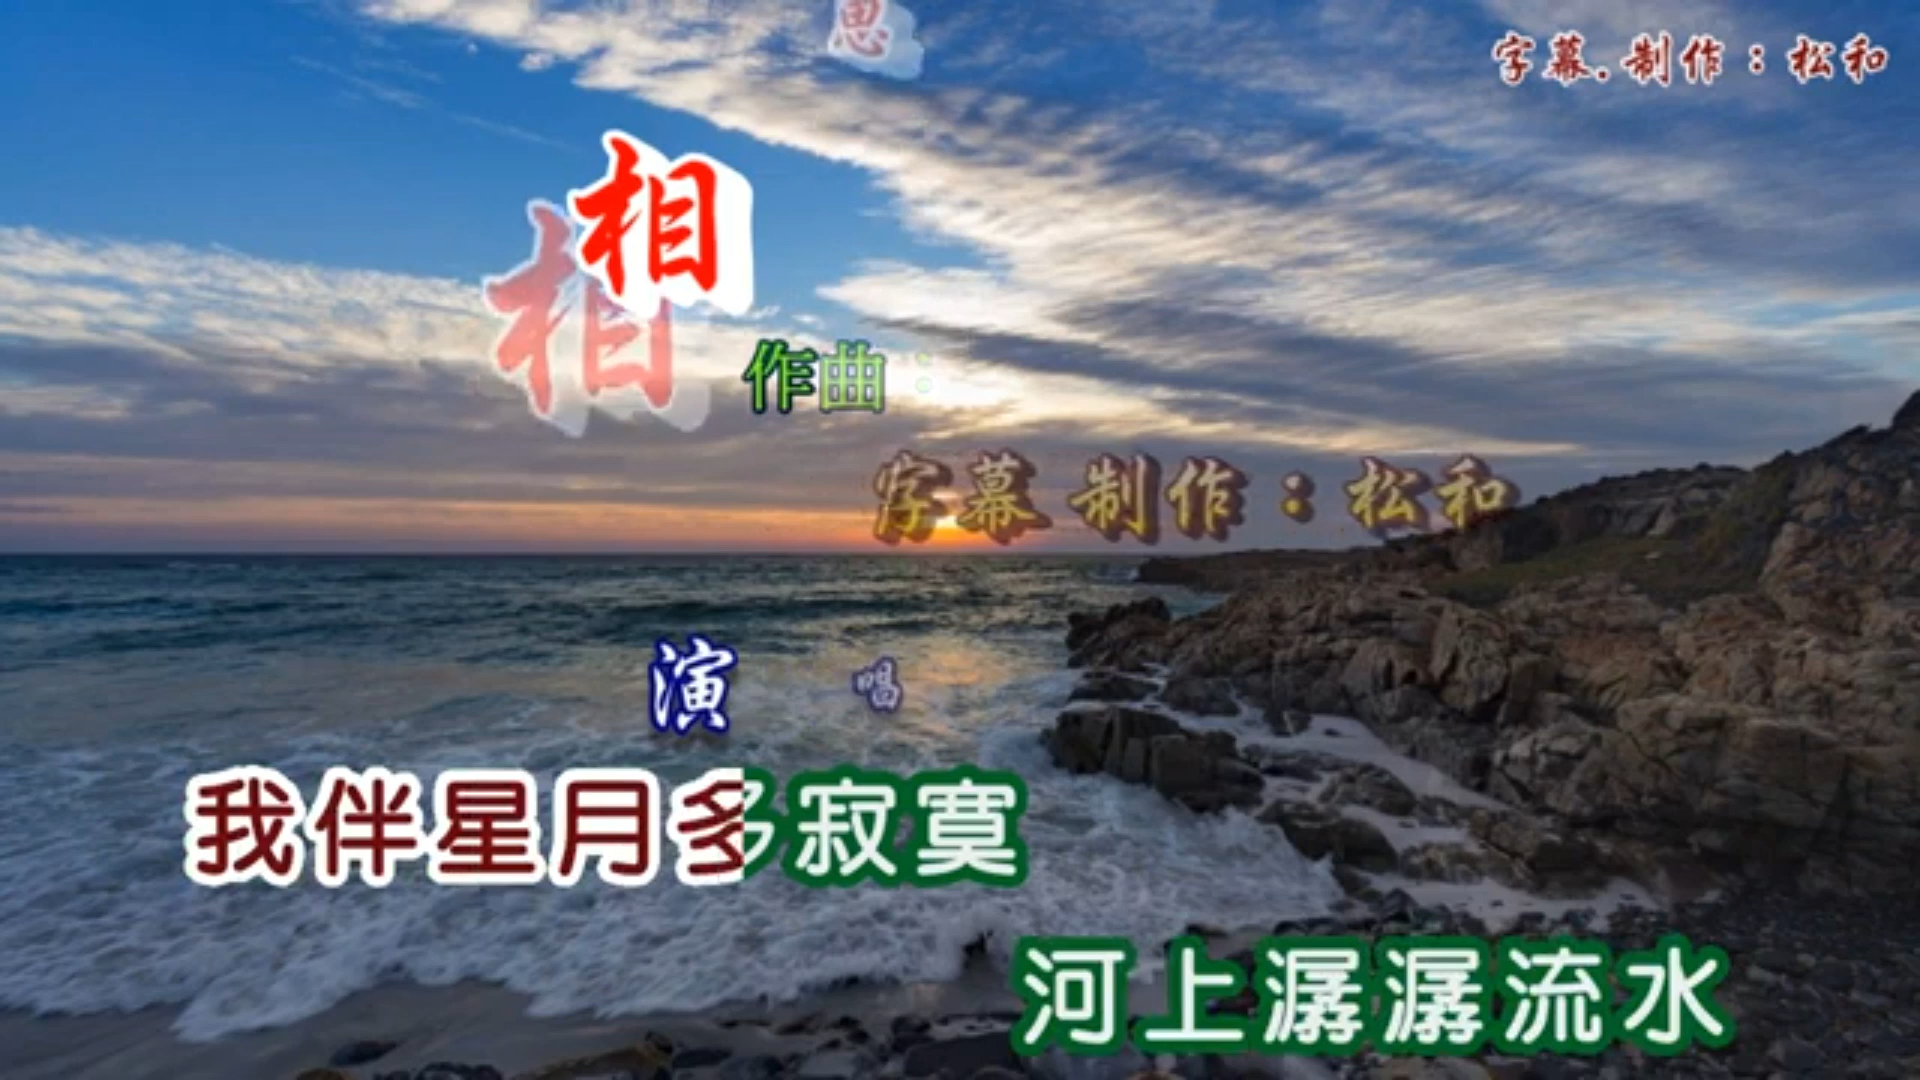 思
字幕.制作：松和
相
相
作曲：
字幕 制作：松和
演 唱
我伴星月多寂寞
河上潺潺流水